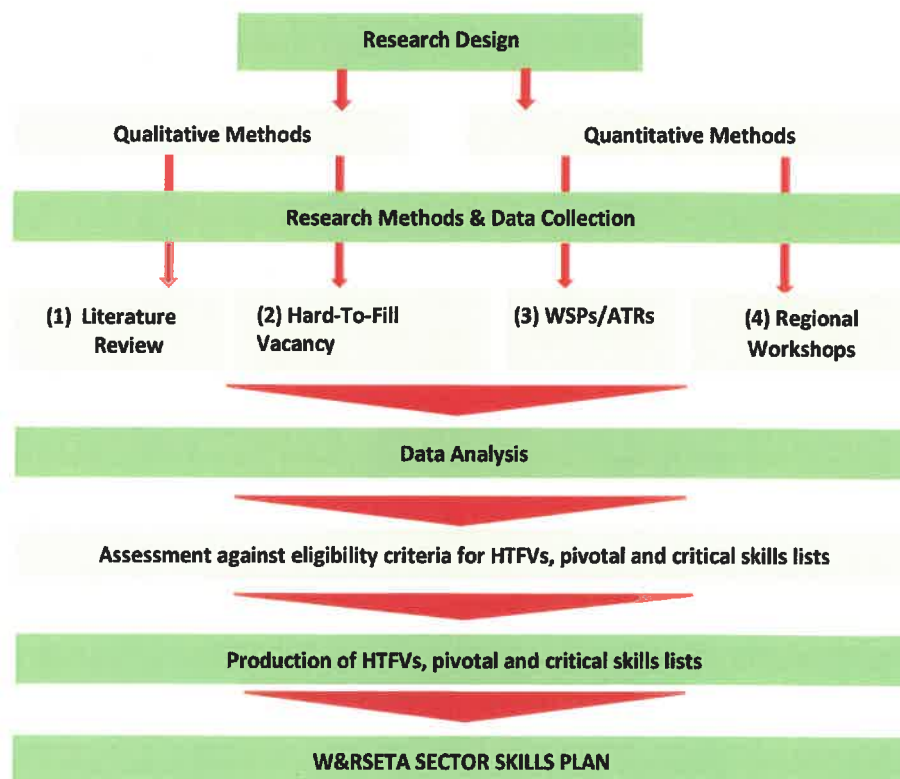 Research Design
Qualitative Methods
Quantitative Methods
Research Methods & Data Collection
(1) Literature
Review
(2) Hard-To-Fill
Vacancy
(3) WSPs/ATRs
(4) Regional
Workshops
Data Analysis
Assessment against eligibility criteria for HTFVs, pivotal and critical skills lists
Production of HTFVs, pivotal and critical skills lists
W&RSETA SECTOR SKILLS PLAN